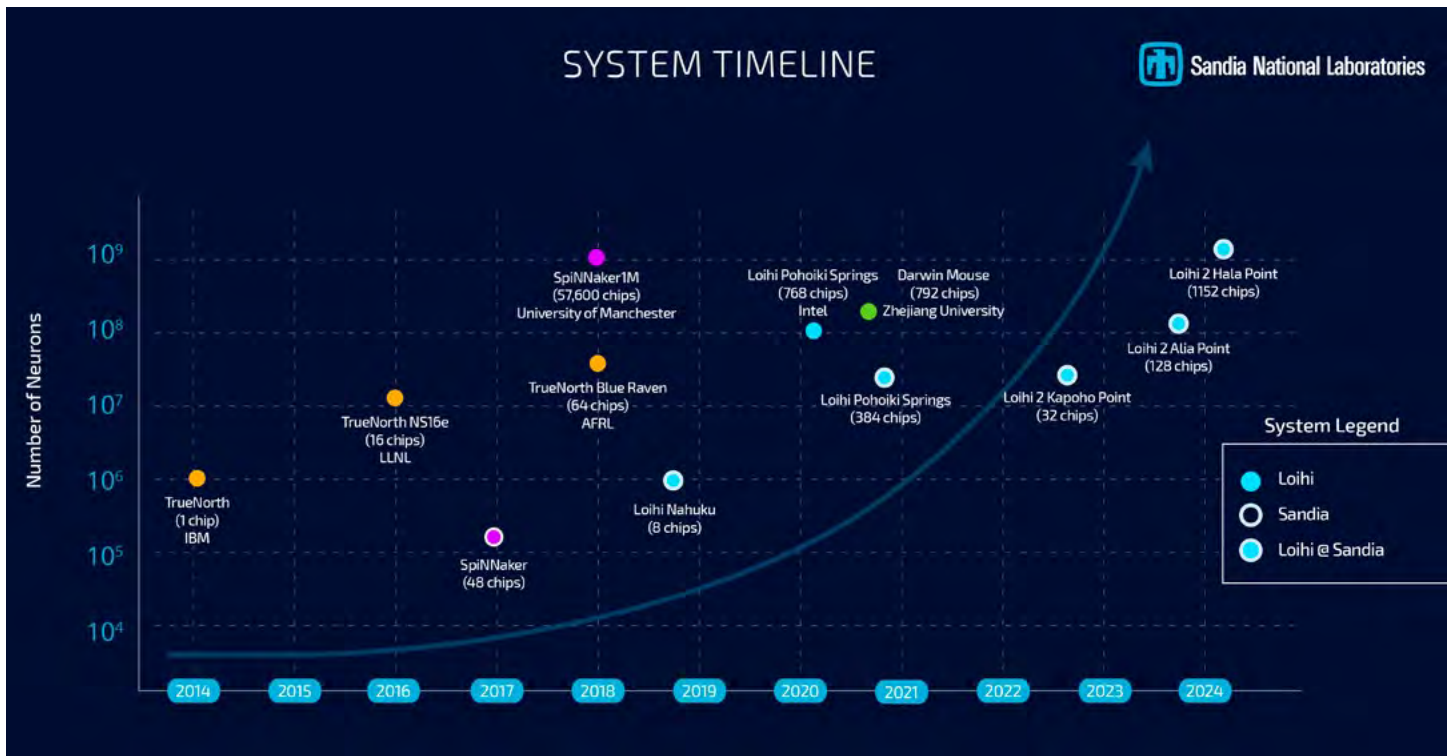 SYSTEM TIMELINE
Sandia National Laboratories
Number of Neurons
10⁹
10⁸
10⁷
10⁶
10⁵
10⁴
TrueNorth
(1 chip)
IBM
TrueNorth NS16e
(16 chips)
LLNL
SpiNNaker
(48 chips)
SpiNNaker1M
(57,600 chips)
University of Manchester
TrueNorth Blue Raven
(64 chips)
AFRL
Loihi Nahuku
(8 chips)
Loihi Pohoiki Springs
(768 chips)
Intel
Darwin Mouse
(792 chips)
Zhejiang University
Loihi Pohoiki Springs
(384 chips)
Loihi 2 Kapoho Point
(32 chips)
Loihi 2 Alia Point
(128 chips)
Loihi 2 Hala Point
(1152 chips)
System Legend
Loihi
Sandia
Loihi @ Sandia
2014
2015
2016
2017
2018
2019
2020
2021
2022
2023
2024